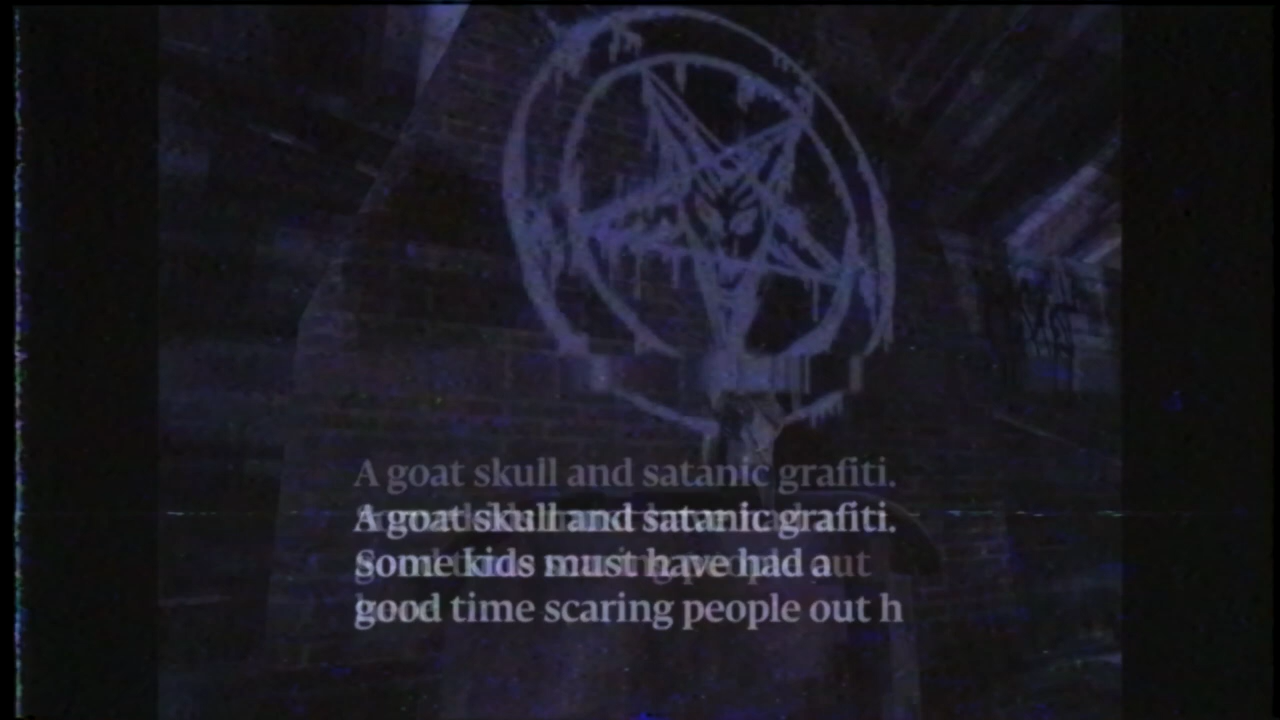 A goat skull and satanic grafiti.
A goat skull and satanic grafiti.
Some kids must have had a
good time scaring people out h